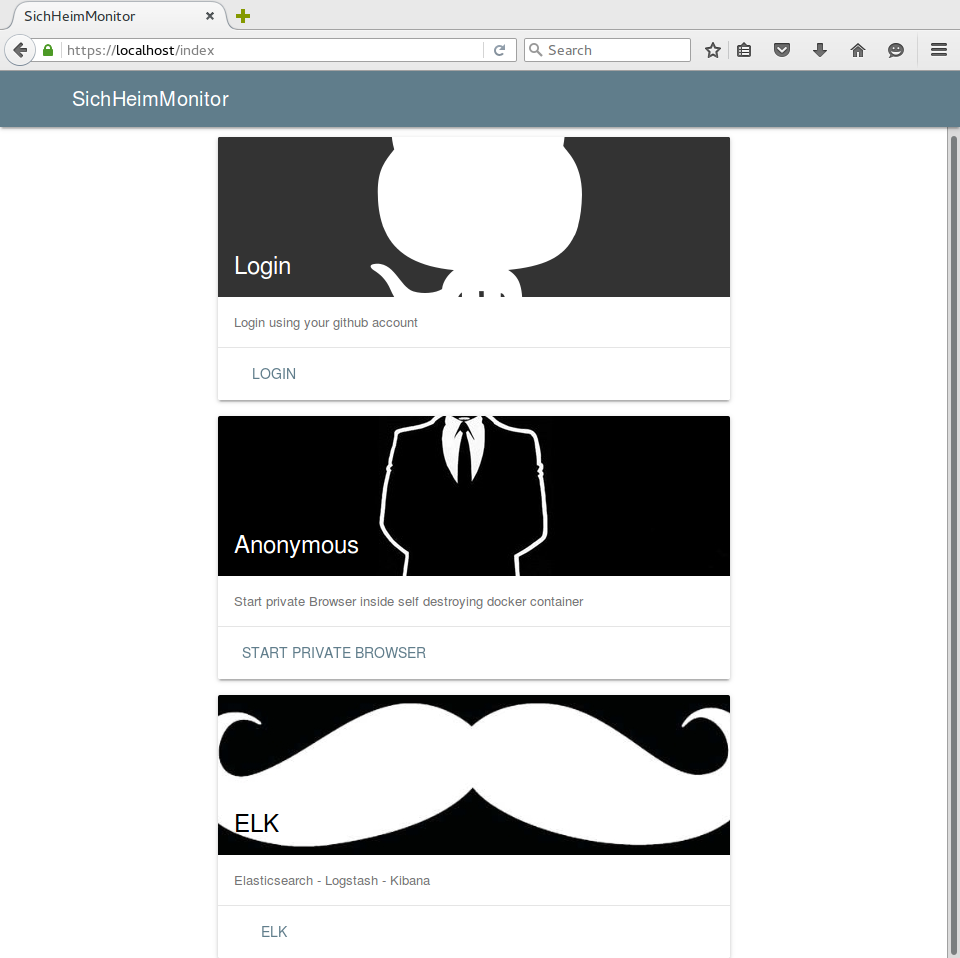 SichHeimMonitor
https://localhost/index
Search
SichHeimMonitor
Login
Login using your github account
LOGIN
Anonymous
Start private Browser inside self destroying docker container
START PRIVATE BROWSER
ELK
Elasticsearch - Logstash - Kibana
ELK